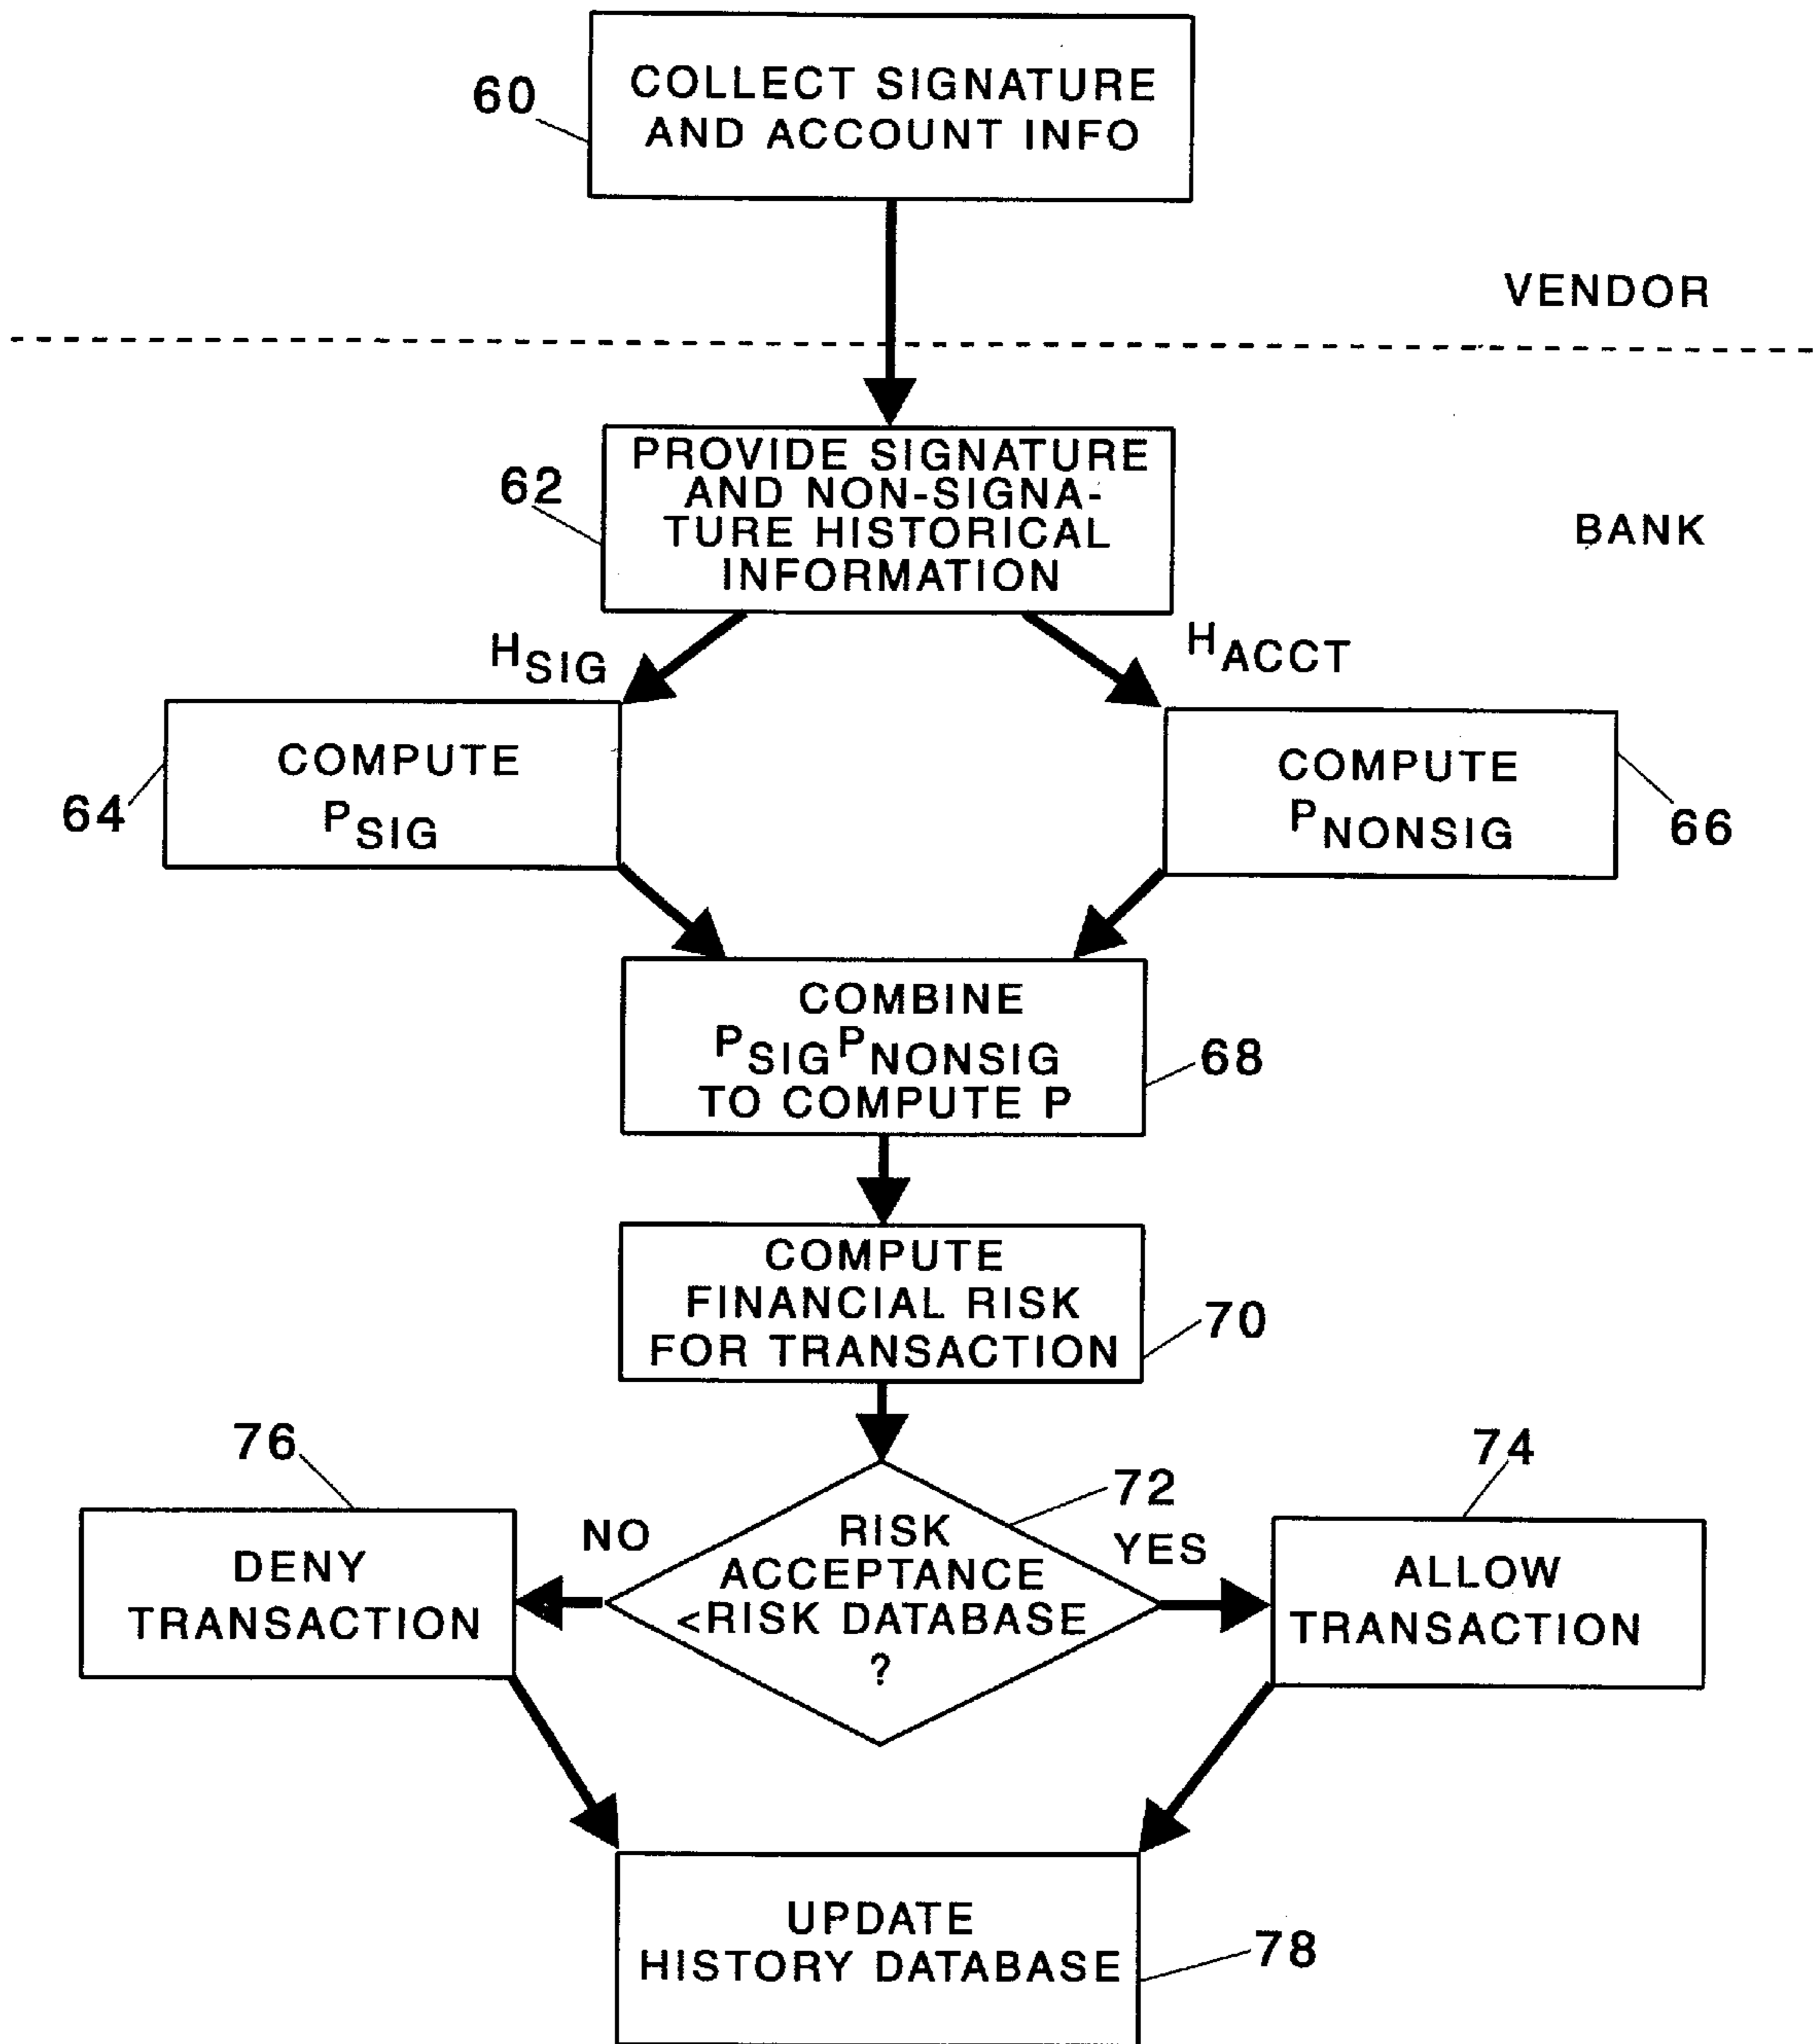 60
COLLECT SIGNATURE
AND ACCOUNT INFO
VENDOR
62
PROVIDE SIGNATURE
AND NON-SIGNA-
TURE HISTORICAL
INFORMATION
BANK
HSIG
HACCT
64
COMPUTE
PSIG
COMPUTE
PNONSIG
66
COMBINE
PSIGPNONSIG
TO COMPUTE P
68
COMPUTE
FINANCIAL RISK
FOR TRANSACTION
70
76
DENY
TRANSACTION
NO
72
RISK
ACCEPTANCE
<RISK DATABASE
?
YES
74
ALLOW
TRANSACTION
UPDATE
HISTORY DATABASE
78